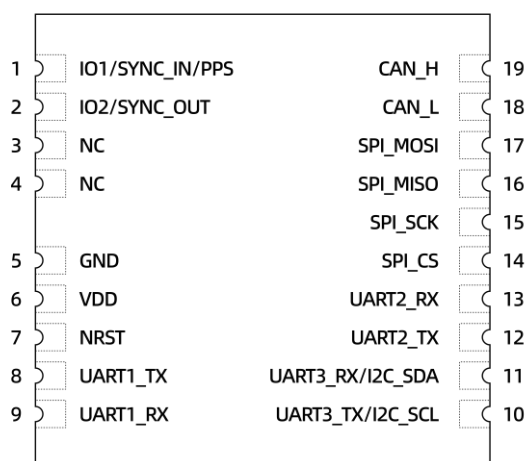 1 IO1/SYNC_IN/PPS CAN_H 19
2 IO2/SYNC_OUT CAN_L 18
3 NC SPI_MOSI 17
4 NC SPI_MISO 16
SPI_SCK 15
5 GND SPI_CS 14
6 VDD UART2_RX 13
7 NRST UART2_TX 12
8 UART1_TX UART3_RX/I2C_SDA 11
9 UART1_RX UART3_TX/I2C_SCL 10